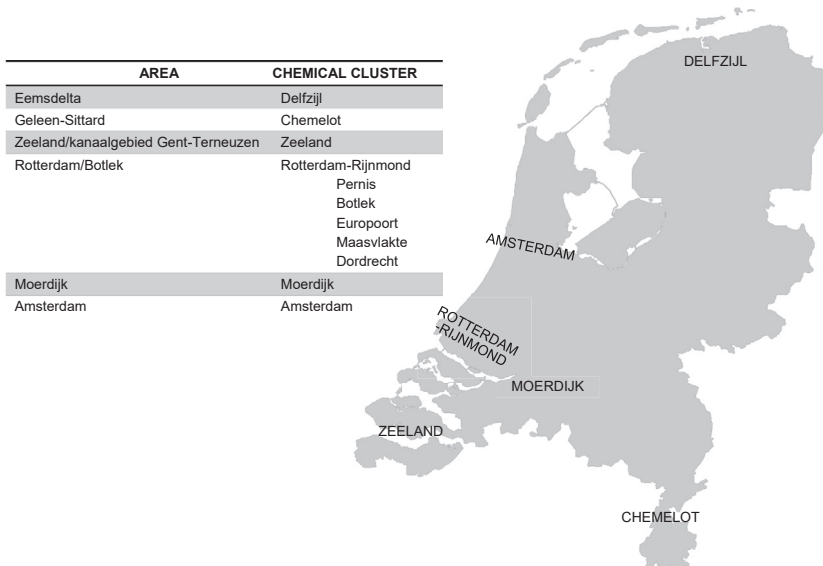 AREA CHEMICAL CLUSTER
Eemsdelta Delfzijl
Geleen-Sittard Chemelot
Zeeland/kanaalgebied Gent-Terneuzen Zeeland
Rotterdam/Botlek Rotterdam-Rijnmond
Pernis
Botlek
Europoort
Maasvlakte
Dordrecht
Moerdijk Moerdijk
Amsterdam Amsterdam
DELFZIJL
AMSTERDAM
ROTTERDAM
-RIJNMOND
MOERDIJK
ZEELAND
CHEMELOT